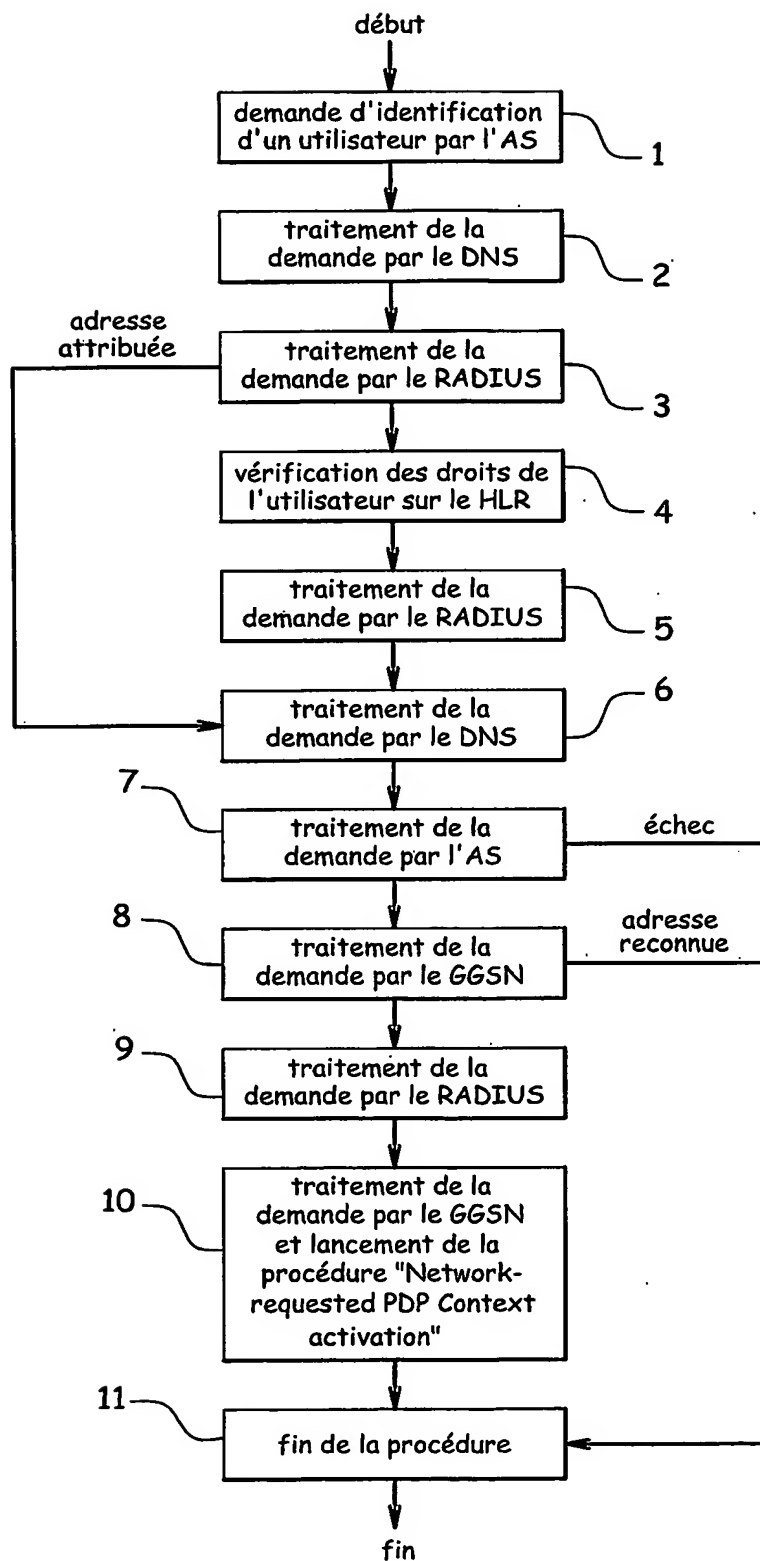 début
demande d'identification
d'un utilisateur par l'AS
1
traitement de la
demande par le DNS
2
adresse
attribuée
traitement de la
demande par le RADIUS
3
vérification des droits de
l'utilisateur sur le HLR
4
traitement de la
demande par le RADIUS
5
6
traitement de la
demande par le DNS
7
traitement de la
demande par l'AS
échec
8
traitement de la
demande par le GGSN
adresse
reconnue
9
traitement de la
demande par le RADIUS
10
traitement de la
demande par le GGSN
et lancement de la
procédure "Network-
requested PDP Context
activation"
11
fin de la procédure
fin